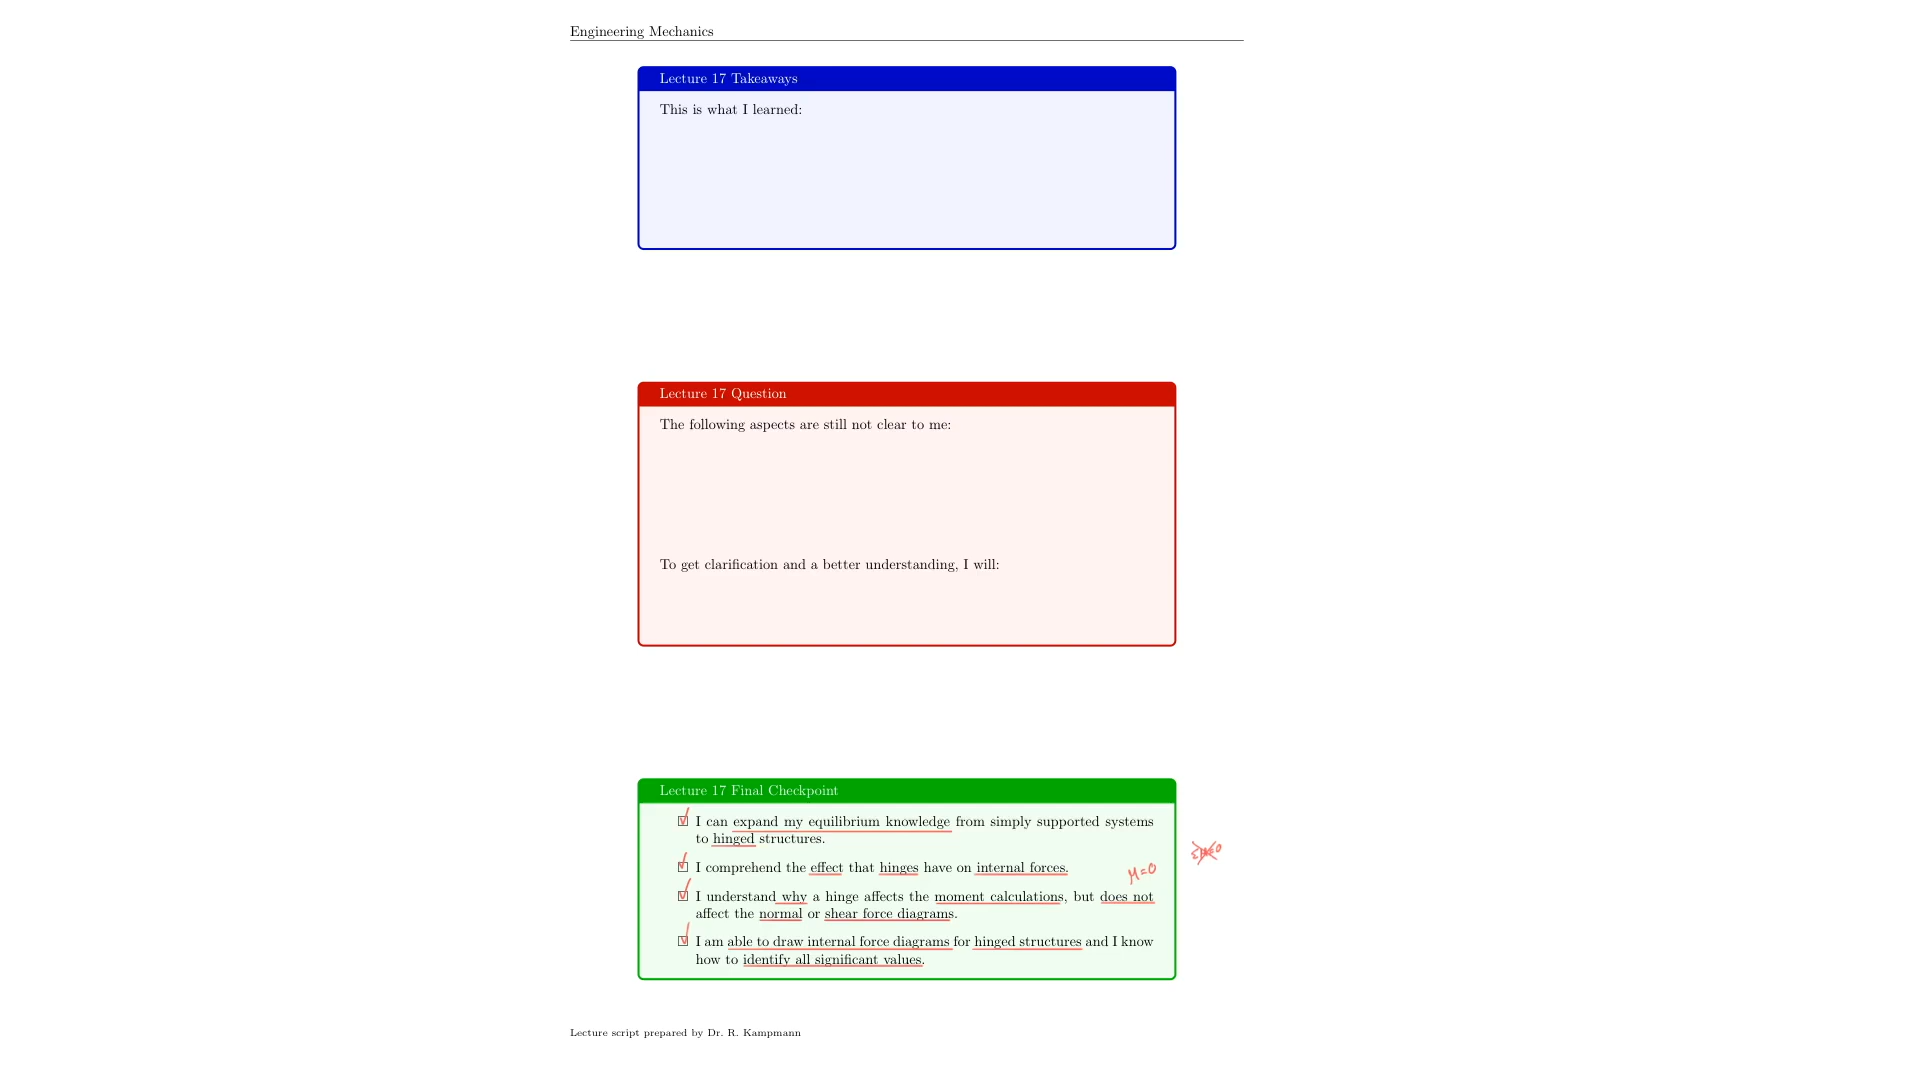 Engineering Mechanics
Lecture 17 Takeaways
This is what I learned:
Lecture 17 Question
The following aspects are still not clear to me:
To get clarification and a better understanding, I will:
Lecture 17 Final Checkpoint
I can expand my equilibrium knowledge from simply supported systems
to hinged structures.
I comprehend the effect that hinges have on internal forces.
M=0
I understand why a hinge affects the moment calculations, but does not
affect the normal or shear force diagrams.
I am able to draw internal force diagrams for hinged structures and I know
how to identify all significant values.
Lecture script prepared by Dr. R. Kampmann